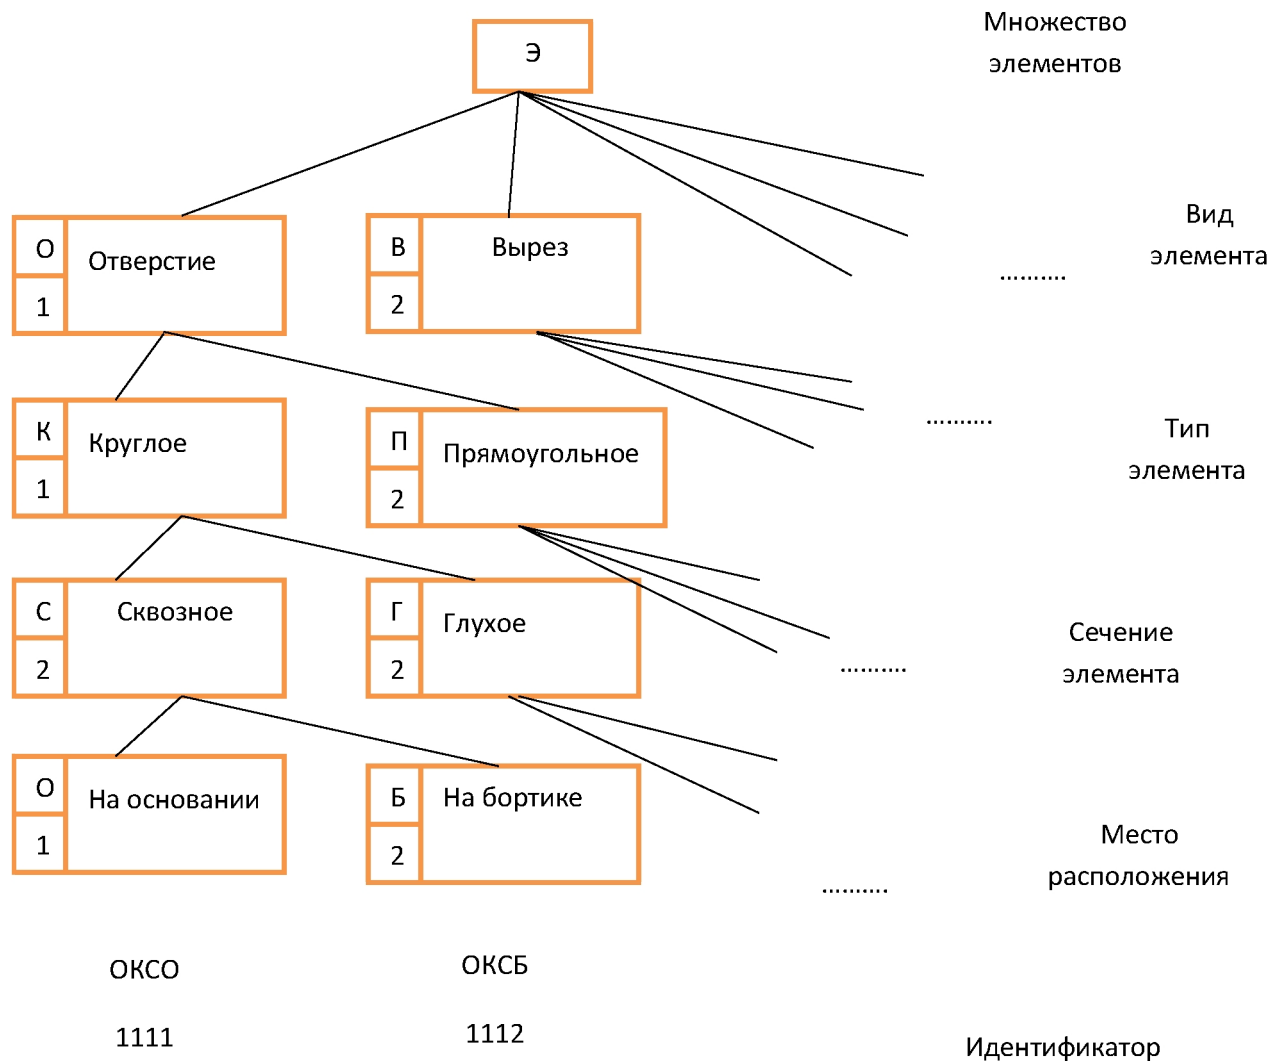 Множество
элементов
Э
Вид
элемента
О
Отверстие
1
В
Вырез
2
..........
Тип
элемента
К
Круглое
1
П
Прямоугольное
2
..........
Сечение
элемента
С
Сквозное
2
Г
Глухое
2
..........
Место
расположения
О
На основании
1
Б
На бортике
2
..........
ОКСО
ОКСБ
1111
1112
Идентификатор